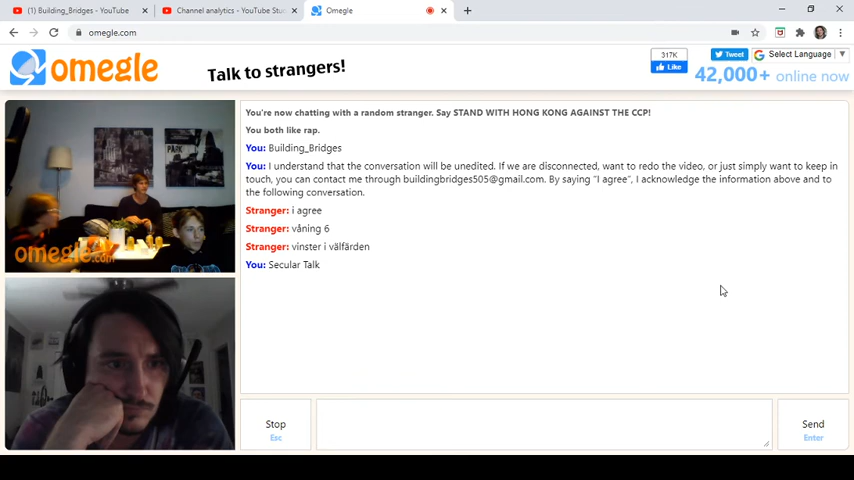 (1) Building_Bridges - YouTube
Channel analytics - YouTube Stu
Omegle
omegle.com
omegle
Talk to strangers!
317K
Like
Tweet
Select Language
42,000+ online now
You're now chatting with a random stranger. Say STAND WITH HONG KONG AGAINST THE CCP!
You both like rap.
You: Building_Bridges
You: I understand that the conversation will be unedited. If we are disconnected, want to redo the video, or just simply want to keep in
touch, you can contact me through buildingbridges505@gmail.com. By saying "I agree", I acknowledge the information above and to
the following conversation.
Stranger: i agree
Stranger: våning 6
Stranger: vinster i välfärden
You: Secular Talk
PARK
omegle.com
Stop
Esc
Send
Enter